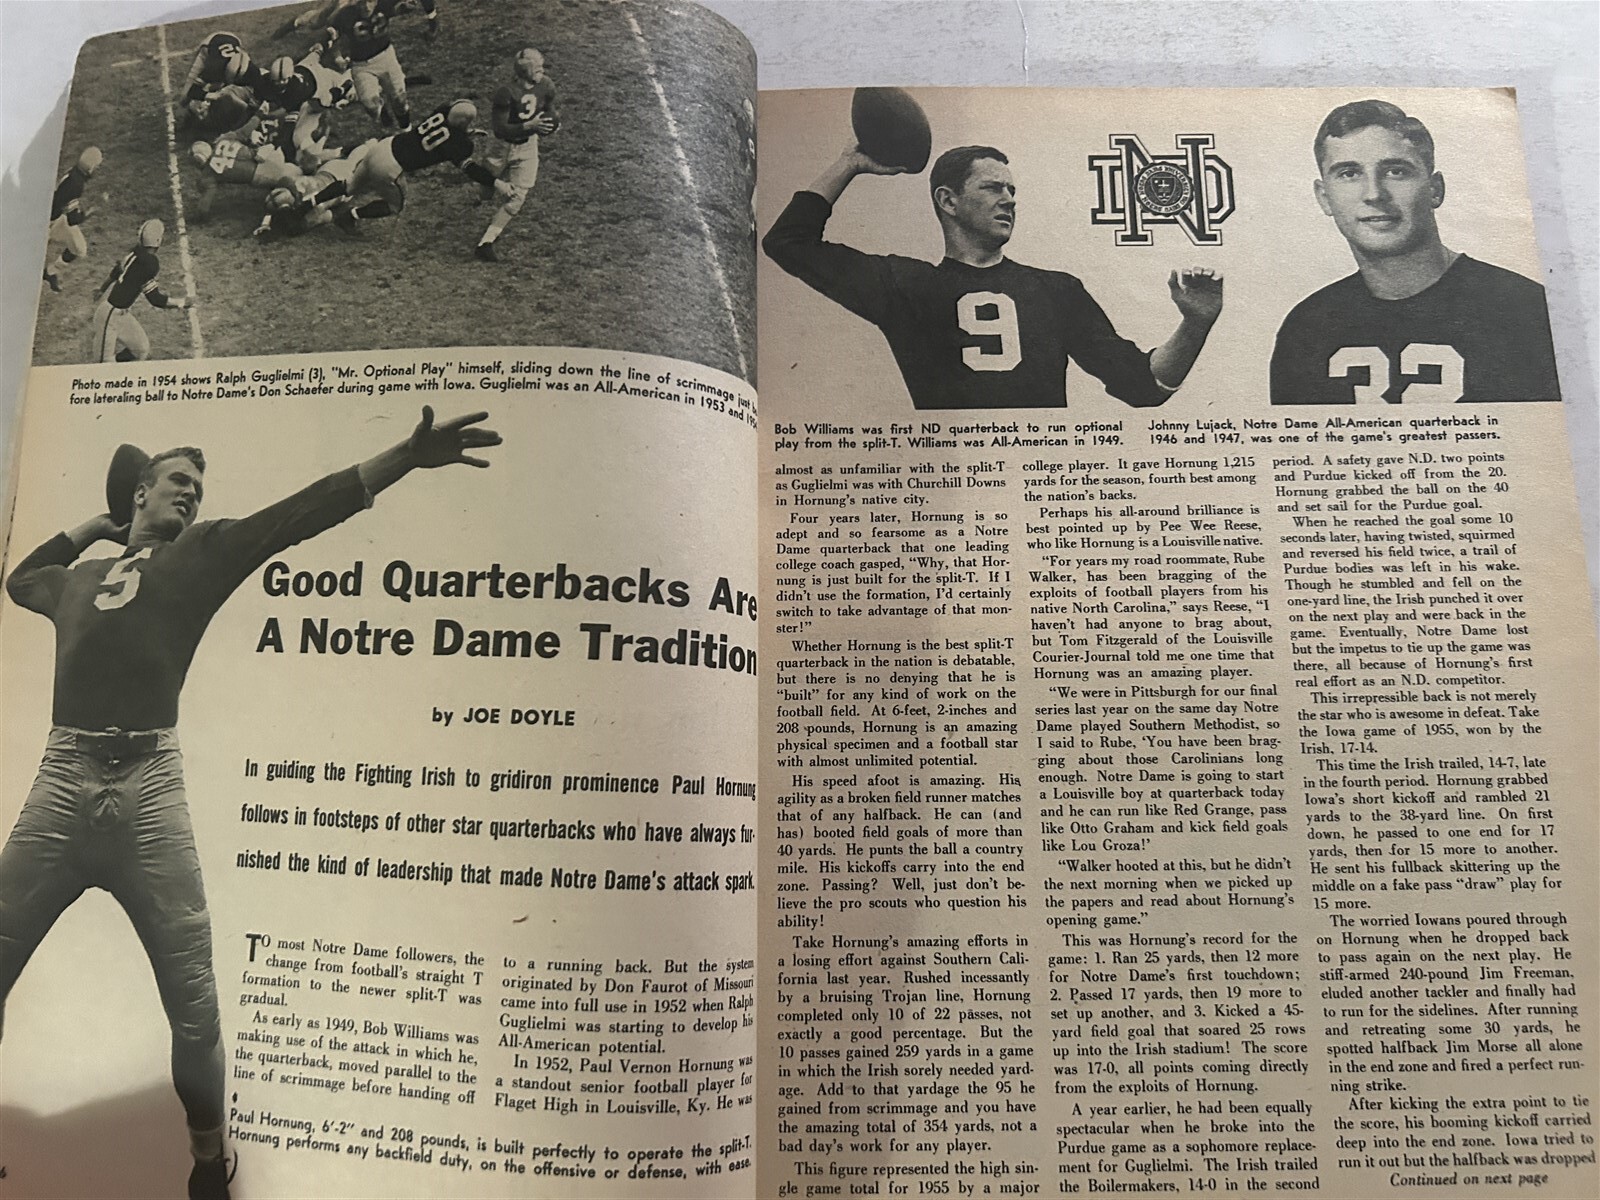 2
3
80
42
Photo made in 1954 shows Ralph Guglielmi (3), "Mr. Optional Play" himself, sliding down the line of scrimmage just
fore lateraling ball to Notre Dame's Don Schaefer during game with Iowa. Guglielmi was an All-American in 1953 and
5
Good Quarterbacks Are
A Notre Dame Tradition
by JOE DOYLE
In guiding the Fighting Irish to gridiron prominence Paul Hornung
follows in footsteps of other star quarterbacks who have always fur-
nished the kind of leadership that made Notre Dame's attack spark.
TO most Notre Dame followers, the
change from football's straight T
formation to the newer split-T was
gradual.
As early as 1949, Bob Williams was
making use of the attack in which he,
the quarterback, moved parallel to the
line of scrimmage before handing off
to a running back. But the system
originated by Don Faurot of Missouri
came into full use in 1952 when Ralph
Guglielmi was starting to develop his
All-American potential.
In 1952, Paul Vernon Hornung was
a standout senior football player for
Flaget High in Louisville, Ky. He was
Paul Hornung, 6'-2" and 208 pounds, is built perfectly to operate the split-T.
Hornung performs any backfield duty, on the offensive or defense, with ease.
6
9
ND
32
Bob Williams was first ND quarterback to run optional
play from the split-T. Williams was All-American in 1949.
Johnny Lujack, Notre Dame All-American quarterback in
1946 and 1947, was one of the game's greatest passers.
almost as unfamiliar with the split-T
as Guglielmi was with Churchill Downs
in Hornung's native city.
Four years later, Hornung is so
adept and so fearsome as a Notre
Dame quarterback that one leading
college coach gasped, "Why, that Hor-
nung is just built for the split-T. If I
didn't use the formation, I'd certainly
switch to take advantage of that mon-
ster!"
Whether Hornung is the best split-T
quarterback in the nation is debatable,
but there is no denying that he is
"built" for any kind of work on the
football field. At 6-feet, 2-inches and
208 pounds, Hornung is an amazing
physical specimen and a football star
with almost unlimited potential.
His speed afoot is amazing. His
agility as a broken field runner matches
that of any halfback. He can (and
has) booted field goals of more than
40 yards. He punts the ball a country
mile. His kickoffs carry into the end
zone. Passing? Well, just don't be-
lieve the pro scouts who question his
ability!
Take Hornung's amazing efforts in
a losing effort against Southern Cali-
fornia last year. Rushed incessantly
by a bruising Trojan line, Hornung
completed only 10 of 22 passes, not
exactly a good percentage. But the
10 passes gained 259 yards in a game
in which the Irish sorely needed yard-
age. Add to that yardage the 95 he
gained from scrimmage and you have
the amazing total of 354 yards, not a
bad day's work for any player.
This figure represented the high sin-
gle game total for 1955 by a major
college player. It gave Hornung 1,215
yards for the season, fourth best among
the nation's backs.
Perhaps his all-around brilliance is
best pointed up by Pee Wee Reese,
who like Hornung is a Louisville native.
"For years my road roommate, Rube
Walker, has been bragging of the
exploits of football players from his
native North Carolina," says Reese, "I
haven't had anyone to brag about,
but Tom Fitzgerald of the Louisville
Courier-Journal told me one time that
Hornung was an amazing player.
"We were in Pittsburgh for our final
series last year on the same day Notre
Dame played Southern Methodist, so
I said to Rube, 'You have been brag-
ging about those Carolinians long
enough. Notre Dame is going to start
a Louisville boy at quarterback today
and he can run like Red Grange, pass
like Otto Graham and kick field goals
like Lou Groza!'
"Walker hooted at this, but he didn't
the next morning when we picked up
the papers and read about Hornung's
opening game."
This was Hornung's record for the
game: 1. Ran 25 yards, then 12 more
for Notre Dame's first touchdown;
2. Passed 17 yards, then 19 more to
set up another, and 3. Kicked a 45-
yard field goal that soared 25 rows
up into the Irish stadium! The score
was 17-0, all points coming directly
from the exploits of Hornung.
A year earlier, he had been equally
spectacular when he broke into the
Purdue game as a sophomore replace-
ment for Guglielmi. The Irish trailed
the Boilermakers, 14-0 in the second
period. A safety gave N.D. two points
and Purdue kicked off from the 20.
Hornung grabbed the ball on the 40
and set sail for the Purdue goal.
When he reached the goal some 10
seconds later, having twisted, squirmed
and reversed his field twice, a trail of
Purdue bodies was left in his wake.
Though he stumbled and fell on the
one-yard line, the Irish punched it over
on the next play and were back in the
game. Eventually, Notre Dame lost
but the impetus to tie up the game was
there, all because of Hornung's first
real effort as an N.D. competitor.
This irrepressible back is not merely
the star who is awesome in defeat. Take
the Iowa game of 1955, won by the
Irish, 17-14.
This time the Irish trailed, 14-7, late
in the fourth period. Hornung grabbed
Iowa's short kickoff and rambled 21
yards to the 38-yard line. On first
down, he passed to one end for 17
yards, then for 15 more to another.
He sent his fullback skittering up the
middle on a fake pass "draw" play for
15 more.
The worried Iowans poured through
on Hornung when he dropped back
to pass again on the next play. He
stiff-armed 240-pound Jim Freeman,
eluded another tackler and finally had
to run for the sidelines. After running
and retreating some 30 yards, he
spotted halfback Jim Morse all alone
in the end zone and fired a perfect run-
ning strike.
After kicking the extra point to tie
the score, his booming kickoff carried
deep into the end zone. Iowa tried to
run it out but the halfback was dropped
Continued on next page